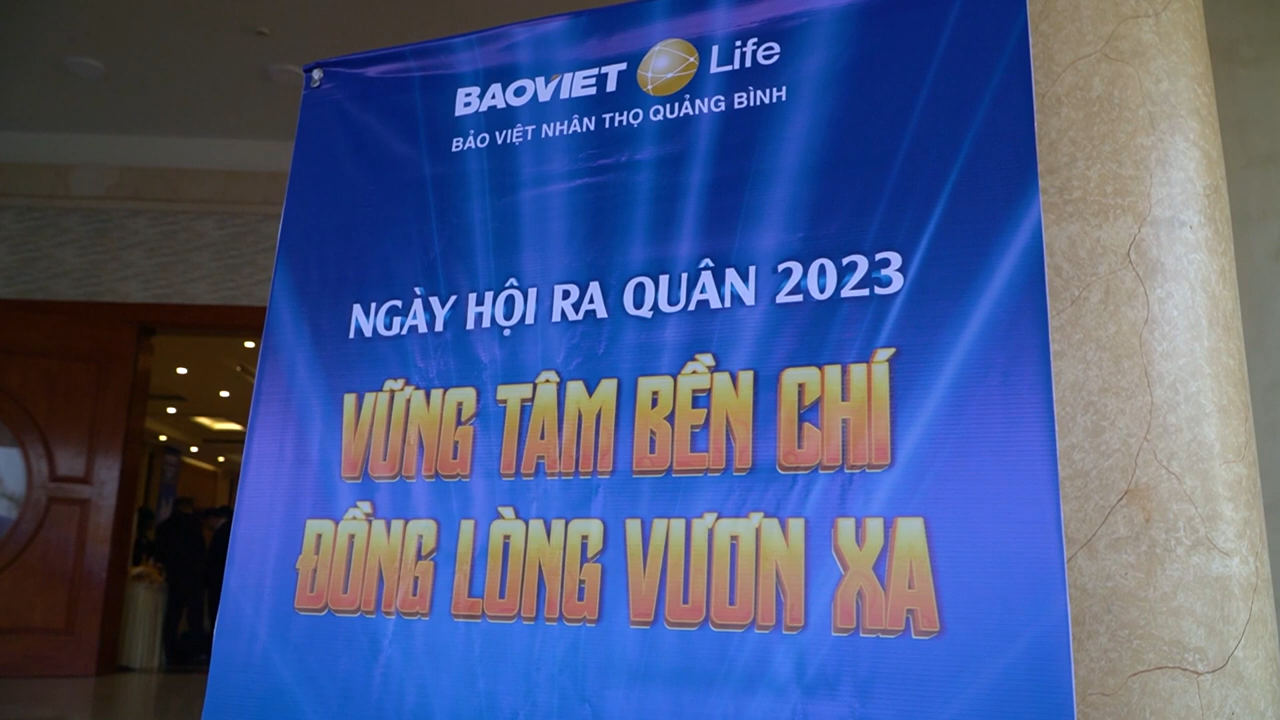 BAOVIET Life
BẢO VIỆT NHÂN THỌ QUẢNG BÌNH
NGÀY HỘI RA QUÂN 2023
VỮNG TÂM BỀN CHÍ
ĐỒNG LÒNG VƯƠN XA